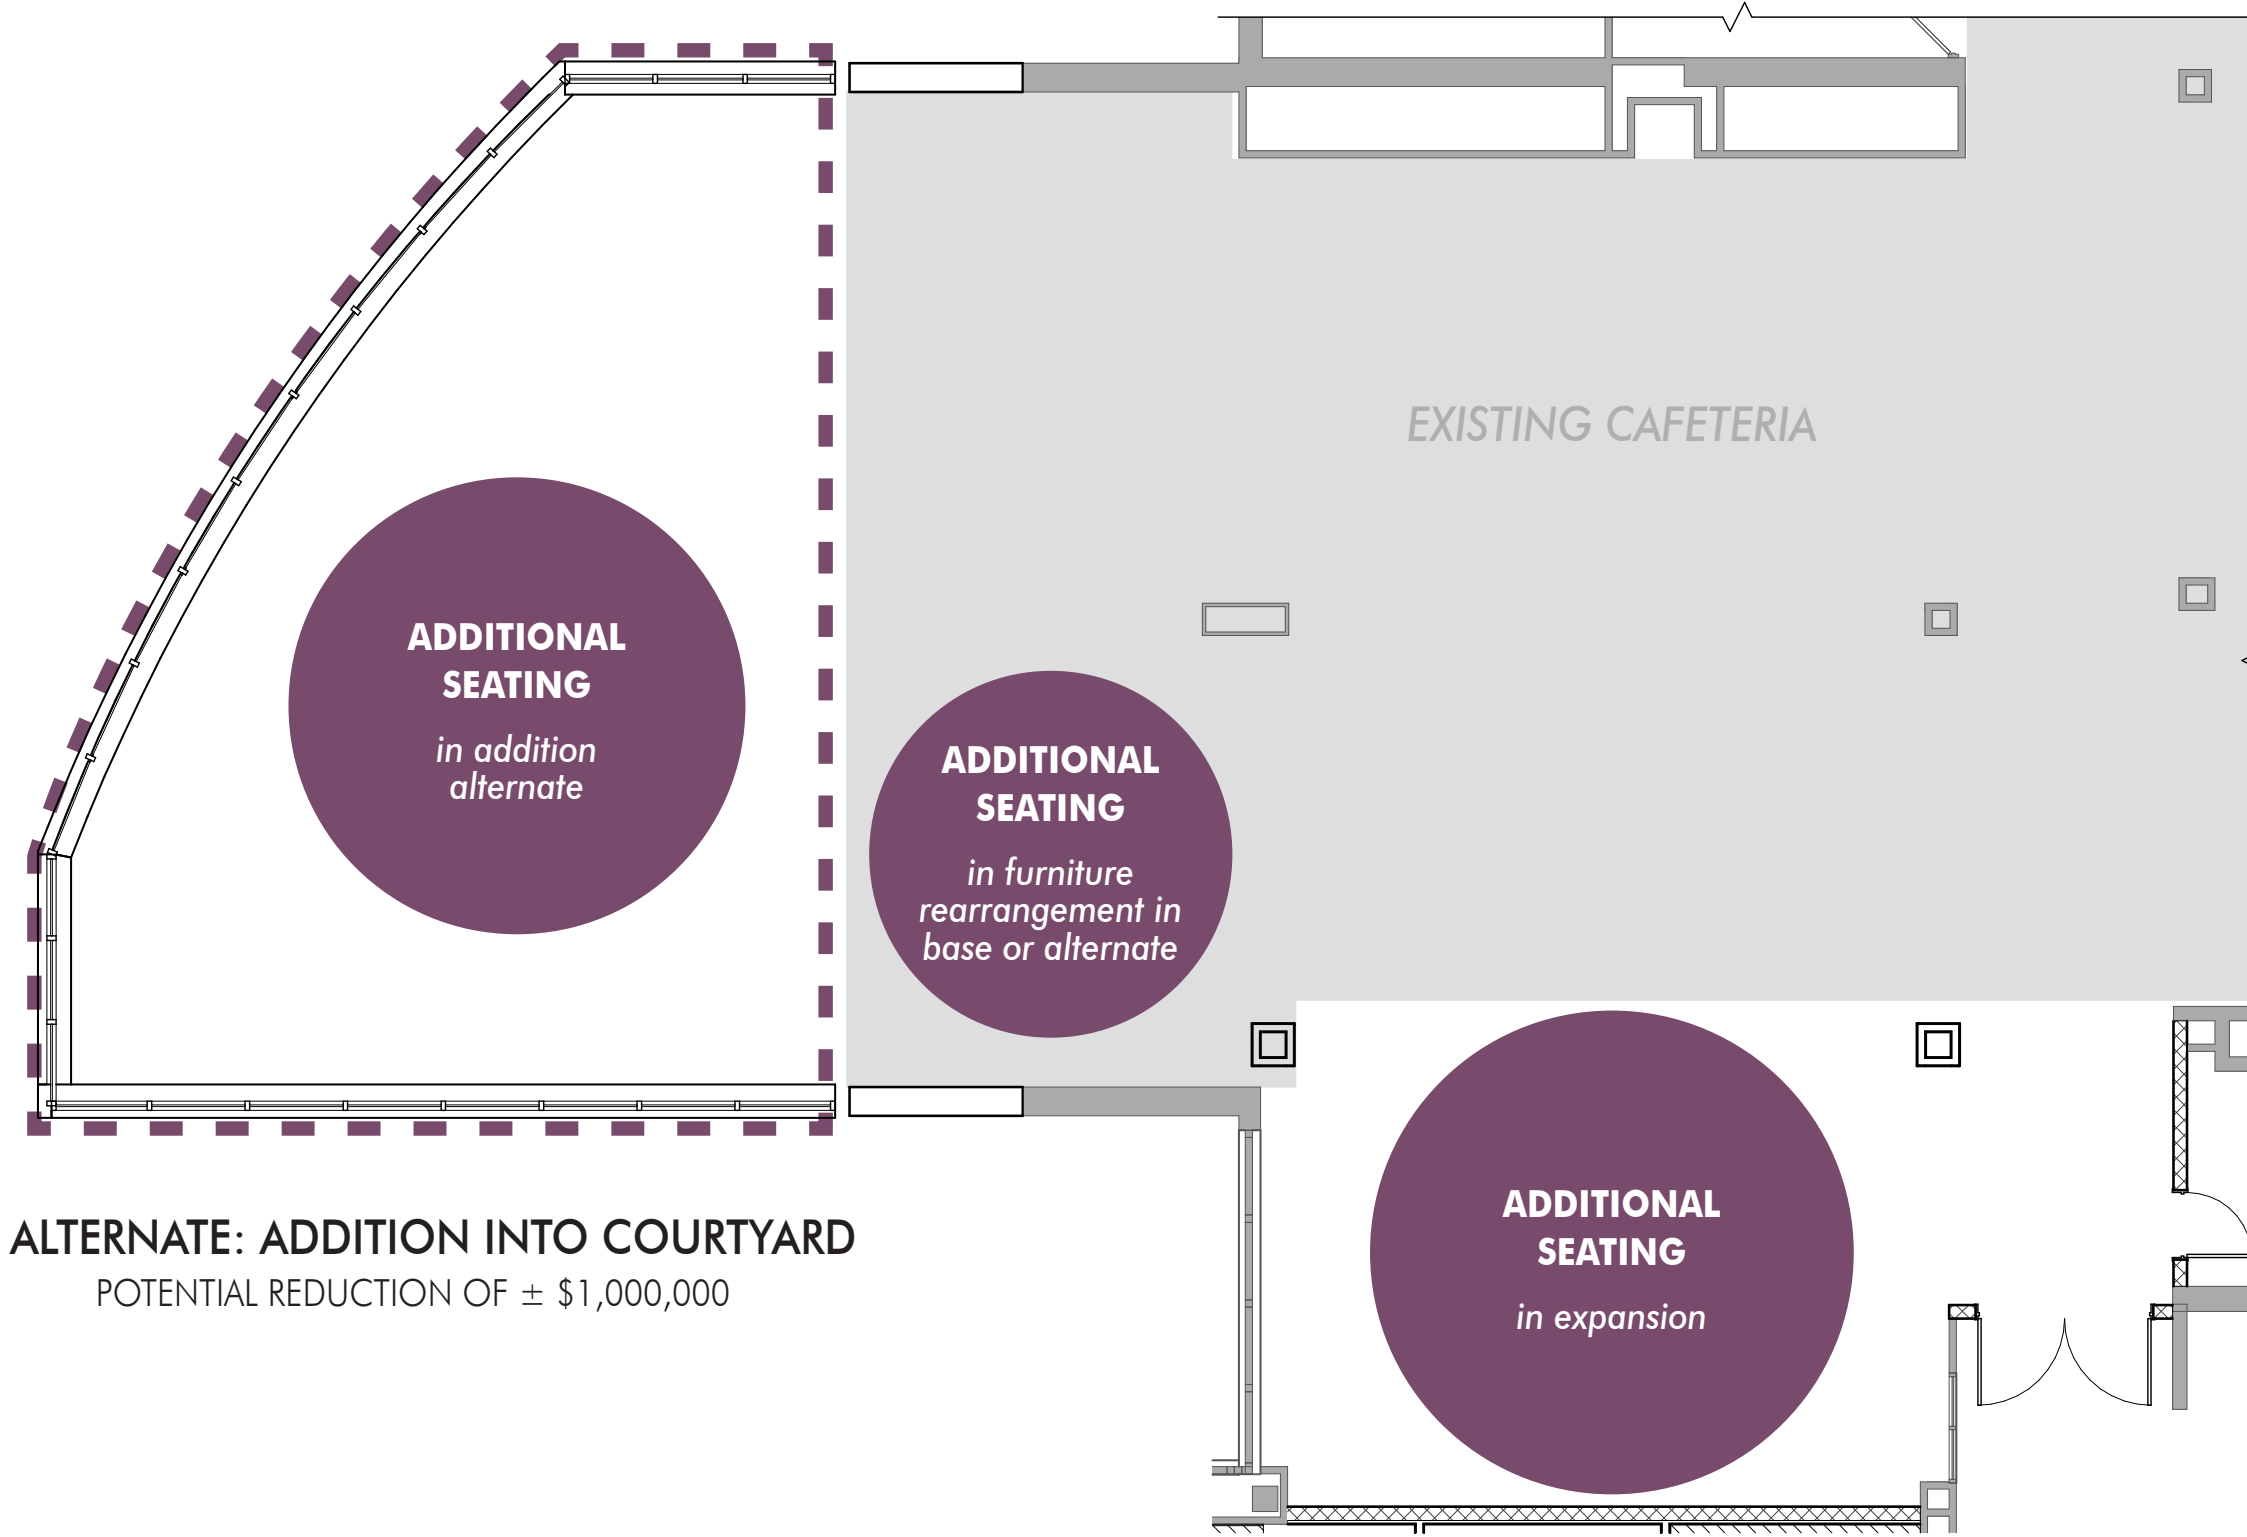 EXISTING CAFETERIA
ADDITIONAL
SEATING
in addition
alternate
ADDITIONAL
SEATING
in furniture
rearrangement in
base or alternate
ADDITIONAL
SEATING
in expansion
ALTERNATE: ADDITION INTO COURTYARD
POTENTIAL REDUCTION OF ± $1,000,000